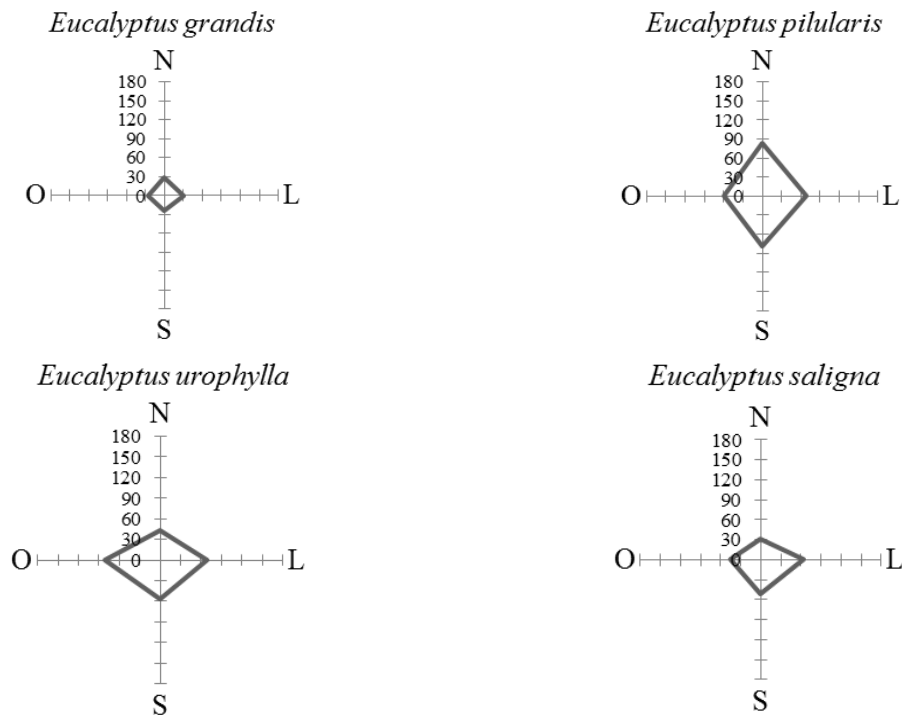 Eucalyptus grandis
N
180
150
120
90
60
30
0
O
L
S
Eucalyptus pilularis
N
180
150
120
90
60
30
0
O
L
S
Eucalyptus urophylla
N
180
150
120
90
60
30
0
O
L
S
Eucalyptus saligna
N
180
150
120
90
60
30
0
O
L
S